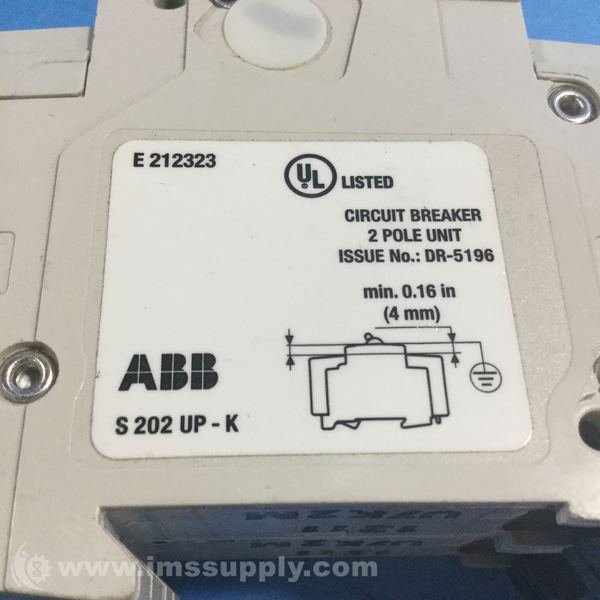 E 212323
UL LISTED
CIRCUIT BREAKER
2 POLE UNIT
ISSUE No.: DR-5196
min. 0.16 in
(4 mm)
ABB
S 202 UP - K
www.imssupply.com